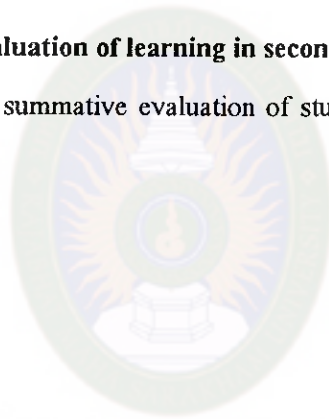 aluation of learning in secon
summative evaluation of stu